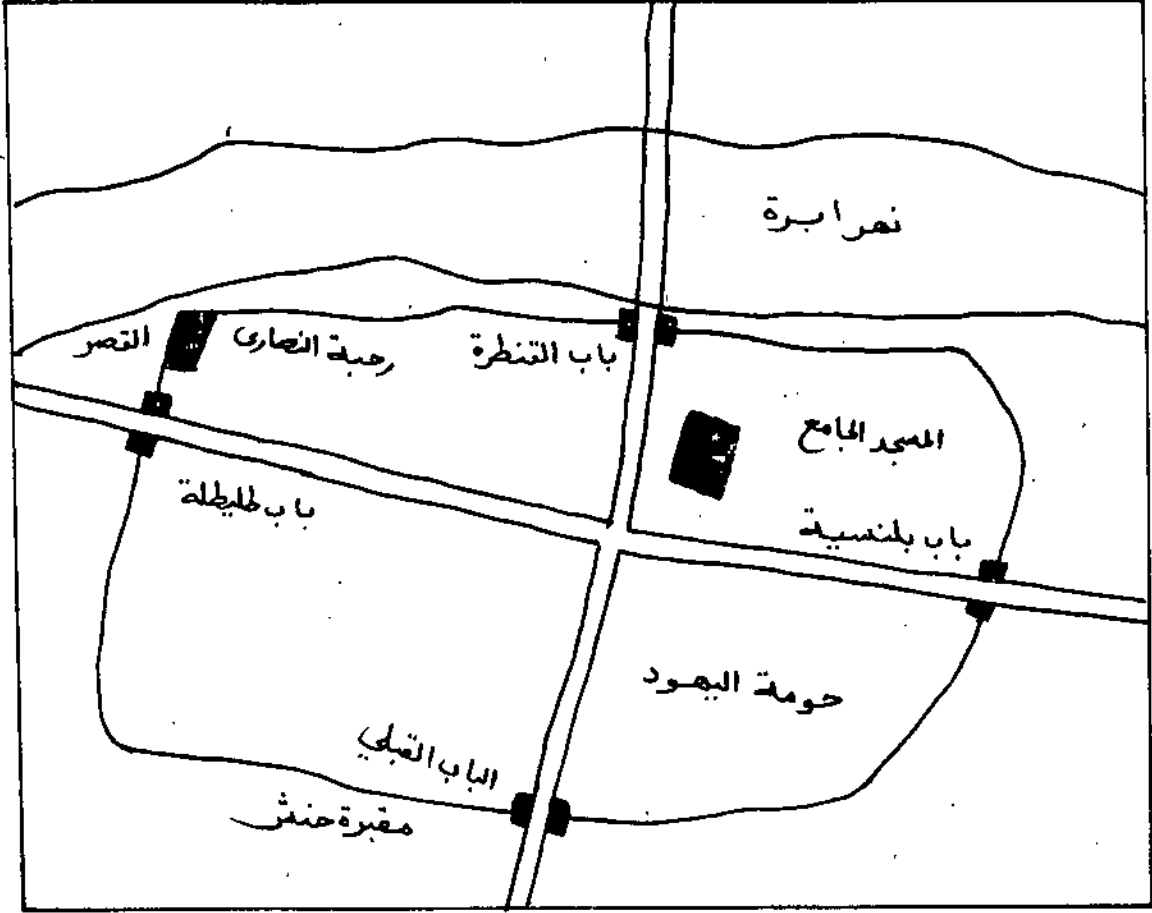 نهر ابرة
القصر
رحبة النصارى
باب القنطرة
المسجد الجامع
باب طليطلة
باب بلنسية
حومة اليهود
الباب القبلي
مقبرة حنش